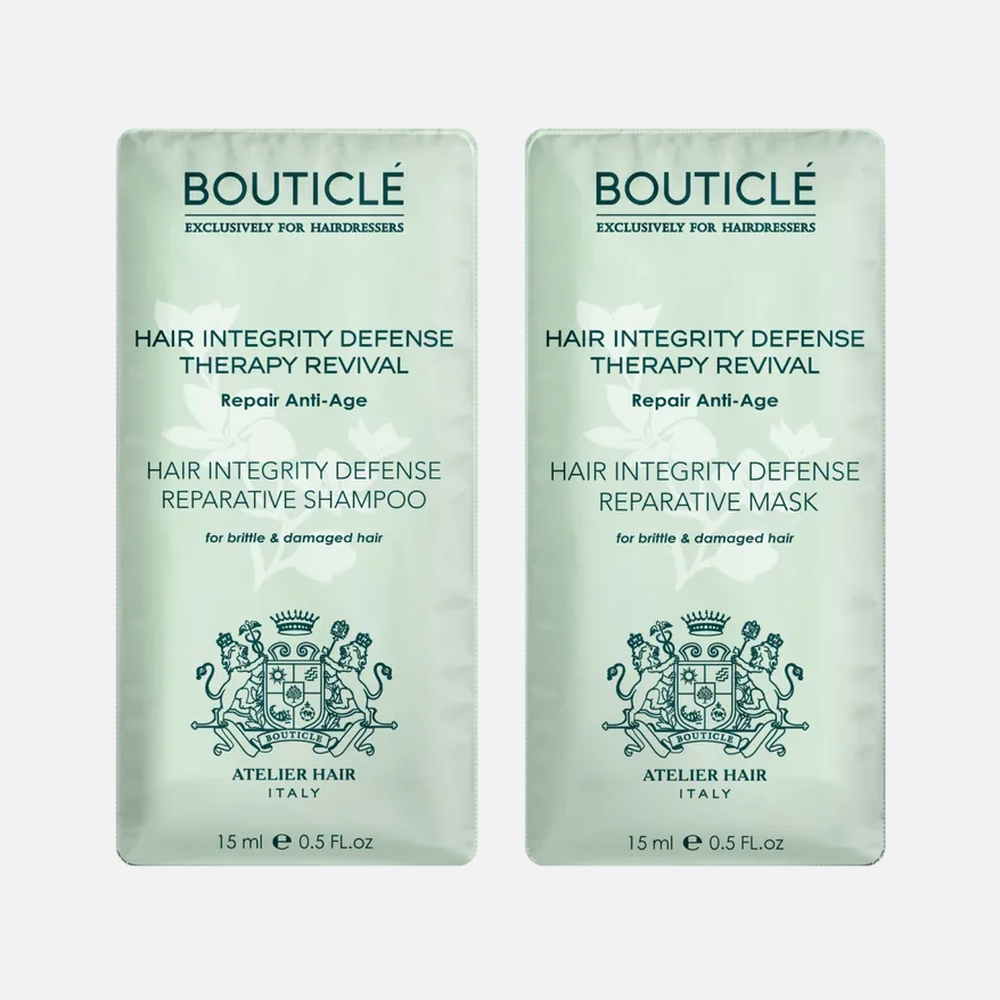 BOUTICLÉ
EXCLUSIVELY FOR HAIRDRESSERS
HAIR INTEGRITY DEFENSE
THERAPY REVIVAL
Repair Anti-Age
HAIR INTEGRITY DEFENSE
REPARATIVE SHAMPOO
for brittle & damaged hair
BOUTICLE
ATELIER HAIR
ITALY
15 ml ℮ 0.5 FL.oz
BOUTICLÉ
EXCLUSIVELY FOR HAIRDRESSERS
HAIR INTEGRITY DEFENSE
THERAPY REVIVAL
Repair Anti-Age
HAIR INTEGRITY DEFENSE
REPARATIVE MASK
for brittle & damaged hair
BOUTICLE
ATELIER HAIR
ITALY
15 ml ℮ 0.5 FL.oz